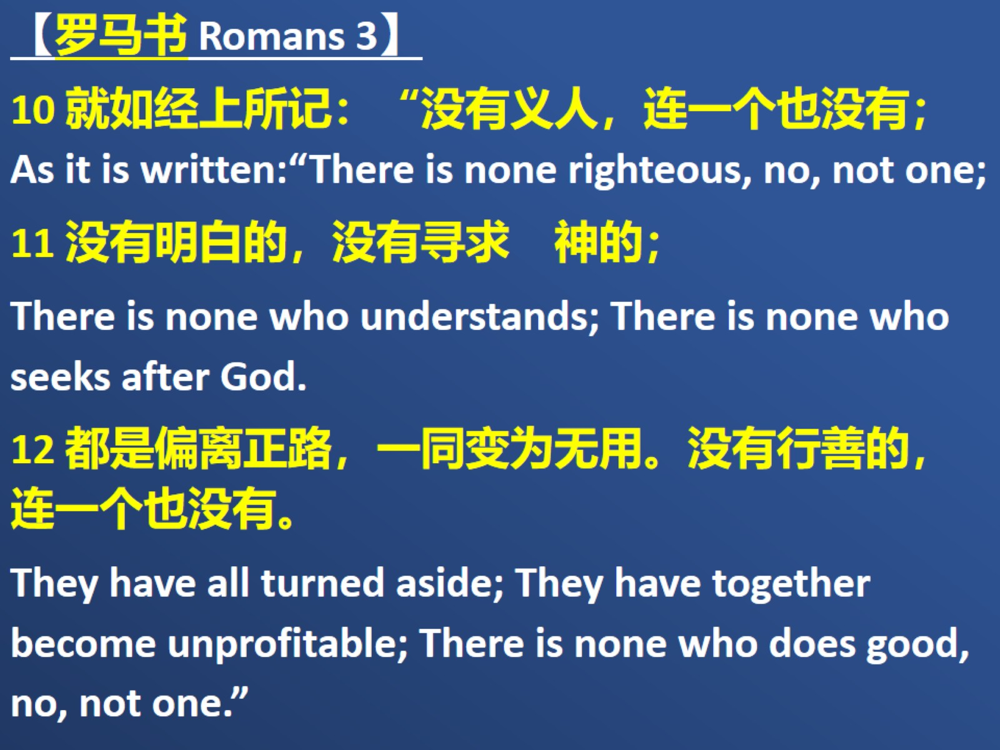 【罗马书 Romans 3】
10 就如经上所记： “没有义人，连一个也没有；
As it is written:“There is none righteous, no, not one;
11 没有明白的，没有寻求　神的；
There is none who understands; There is none who
seeks after God.
12 都是偏离正路，一同变为无用。没有行善的，
连一个也没有。
They have all turned aside; They have together
become unprofitable; There is none who does good,
no, not one.”